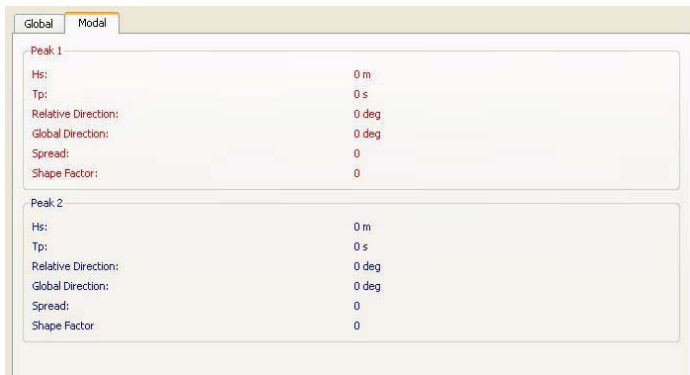 Global Modal
Peak 1
Hs: 0 m
Tp: 0 s
Relative Direction: 0 deg
Global Direction: 0 deg
Spread: 0
Shape Factor: 0
Peak 2
Hs: 0 m
Tp: 0 s
Relative Direction: 0 deg
Global Direction: 0 deg
Spread: 0
Shape Factor 0